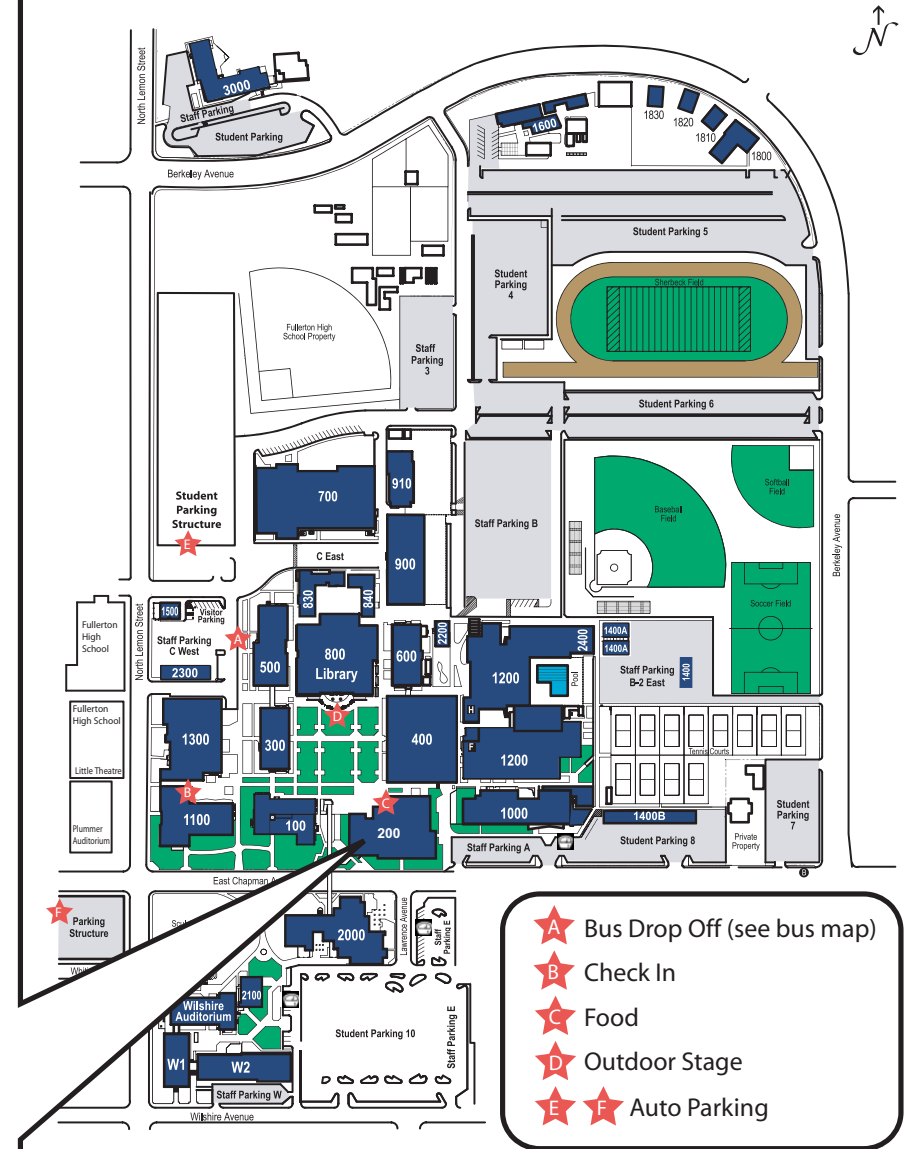 N
North Lemon Street
3000
Staff Parking
Student Parking
Berkeley Avenue
1600
1830
1820
1810
1800
Student Parking 5
Student
Parking
4
Sherbeck Field
Fullerton High
School Property
Staff
Parking
3
Student Parking 6
Student
Parking
Structure
E
700
910
Staff Parking B
Baseball
Field
Softball
Field
Berkeley Avenue
C East
900
830
840
Fullerton
High
School
North Lemon Street
1500
Visitor
Parking
Staff Parking
C West
2300
A
500
800
Library
600
2200
1200
2400
Pool
1400A
1400A
Staff Parking
B-2 East
1400
Soccer Field
Fullerton
High School
Little Theatre
1300
300
D
400
H
F
1200
Tennis Courts
Plummer
Auditorium
B
1100
100
C
200
1000
1400B
Staff Parking A
Student Parking 8
Private
Property
Student
Parking
7
East Chapman A
F
Parking
Structure
Whi
Scul
2000
Lawrence Avenue
Staff
Parking E
2100
Wilshire
Auditorium
Student Parking 10
Staff Parking E
W1
W2
Staff Parking W
Wilshire Avenue
A Bus Drop Off (see bus map)
B Check In
C Food
D Outdoor Stage
E F Auto Parking